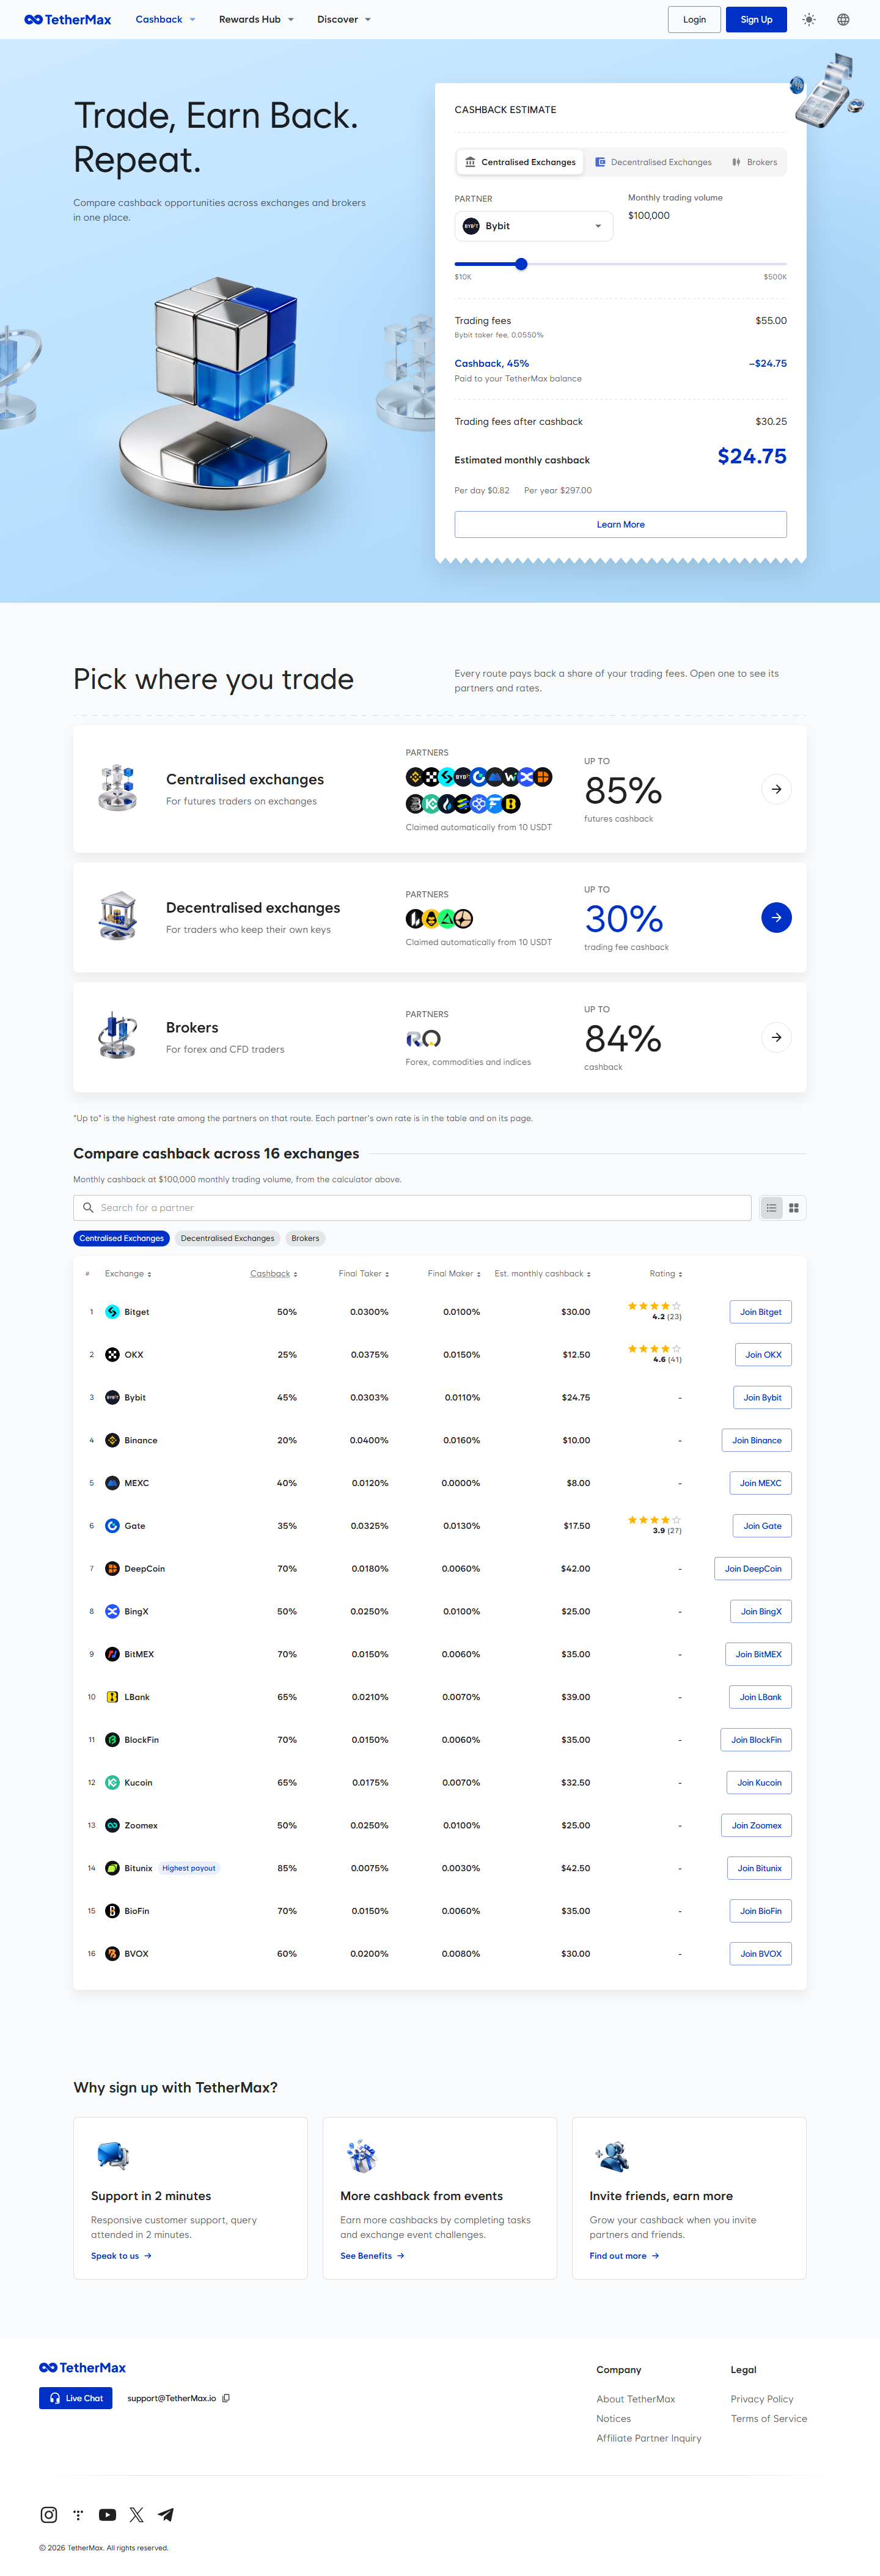 TetherMax
Cashback
Rewards Hub
Discover
Login
Sign Up
Trade, Earn Back.
Repeat.
Compare cashback opportunities across exchanges and brokers
in one place.
CASHBACK ESTIMATE
Centralised Exchanges
Decentralised Exchanges
Brokers
PARTNER
Monthly trading volume
BYBIT
Bybit
$100,000
$10K
$500K
Trading fees
$55.00
Bybit taker fee, 0.0550%
Cashback, 45%
–$24.75
Paid to your TetherMax balance
Trading fees after cashback
$30.25
Estimated monthly cashback
$24.75
Per day $0.82
Per year $297.00
Learn More
Pick where you trade
Every route pays back a share of your trading fees. Open one to see its
partners and rates.
Centralised exchanges
For futures traders on exchanges
PARTNERS
Claimed automatically from 10 USDT
UP TO
85%
futures cashback
Decentralised exchanges
For traders who keep their own keys
PARTNERS
Claimed automatically from 10 USDT
UP TO
30%
trading fee cashback
Brokers
For forex and CFD traders
PARTNERS
Forex, commodities and indices
UP TO
84%
cashback
"Up to" is the highest rate among the partners on that route. Each partner's own rate is in the table and on its page.
Compare cashback across 16 exchanges
Monthly cashback at $100,000 monthly trading volume, from the calculator above.
Search for a partner
Centralised Exchanges
Decentralised Exchanges
Brokers
# Exchange Cashback Final Taker Final Maker Est. monthly cashback Rating
1 Bitget 50% 0.0300% 0.0100% $30.00 4.2 (23) Join Bitget
2 OKX 25% 0.0375% 0.0150% $12.50 4.6 (41) Join OKX
3 Bybit 45% 0.0303% 0.0110% $24.75 - Join Bybit
4 Binance 20% 0.0400% 0.0160% $10.00 - Join Binance
5 MEXC 40% 0.0120% 0.0000% $8.00 - Join MEXC
6 Gate 35% 0.0325% 0.0130% $17.50 3.9 (27) Join Gate
7 DeepCoin 70% 0.0180% 0.0060% $42.00 - Join DeepCoin
8 BingX 50% 0.0250% 0.0100% $25.00 - Join BingX
9 BitMEX 70% 0.0150% 0.0060% $35.00 - Join BitMEX
10 LBank 65% 0.0210% 0.0070% $39.00 - Join LBank
11 BlockFin 70% 0.0150% 0.0060% $35.00 - Join BlockFin
12 Kucoin 65% 0.0175% 0.0070% $32.50 - Join Kucoin
13 Zoomex 50% 0.0250% 0.0100% $25.00 - Join Zoomex
14 Bitunix Highest payout 85% 0.0075% 0.0030% $42.50 - Join Bitunix
15 BioFin 70% 0.0150% 0.0060% $35.00 - Join BioFin
16 BVOX 60% 0.0200% 0.0080% $30.00 - Join BVOX
Why sign up with TetherMax?
Support in 2 minutes
Responsive customer support, query
attended in 2 minutes.
Speak to us
More cashback from events
Earn more cashbacks by completing tasks
and exchange event challenges.
See Benefits
Invite friends, earn more
Grow your cashback when you invite
partners and friends.
Find out more
TetherMax
Live Chat
support@TetherMax.io
Company
About TetherMax
Notices
Affiliate Partner Inquiry
Legal
Privacy Policy
Terms of Service
© 2026 TetherMax. All rights reserved.